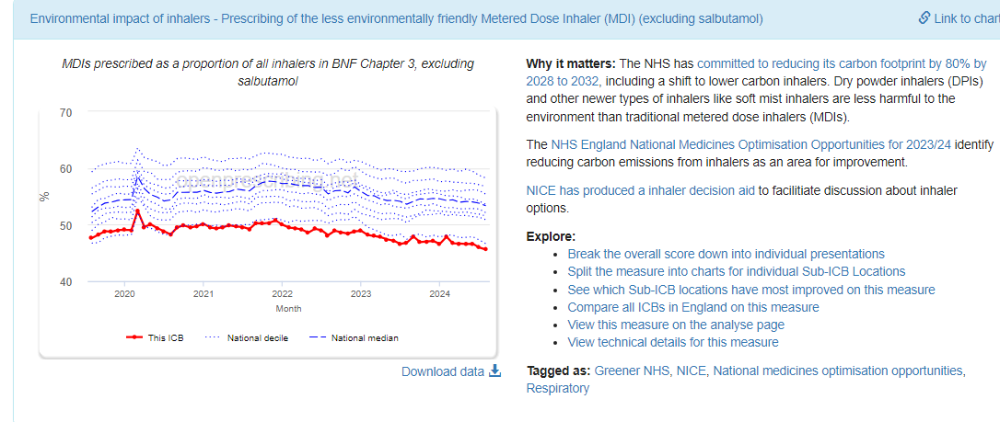 Environmental impact of inhalers - Prescribing of the less environmentally friendly Metered Dose Inhaler (MDI) (excluding salbutamol)
Link to chart
MDIs prescribed as a proportion of all inhalers in BNF Chapter 3, excluding
salbutamol
70
60
50
40
%
openprescribing.net
2020
2021
2022
2023
2024
Month
This ICB
National decile
National median
Download data
Why it matters: The NHS has committed to reducing its carbon footprint by 80% by
2028 to 2032, including a shift to lower carbon inhalers. Dry powder inhalers (DPIs)
and other newer types of inhalers like soft mist inhalers are less harmful to the
environment than traditional metered dose inhalers (MDIs).
The NHS England National Medicines Optimisation Opportunities for 2023/24 identify
reducing carbon emissions from inhalers as an area for improvement.
NICE has produced a inhaler decision aid to faciliitate discussion about inhaler
options.
Explore:
Break the overall score down into individual presentations
Split the measure into charts for individual Sub-ICB Locations
See which Sub-ICB locations have most improved on this measure
Compare all ICBs in England on this measure
View this measure on the analyse page
View technical details for this measure
Tagged as: Greener NHS, NICE, National medicines optimisation opportunities,
Respiratory